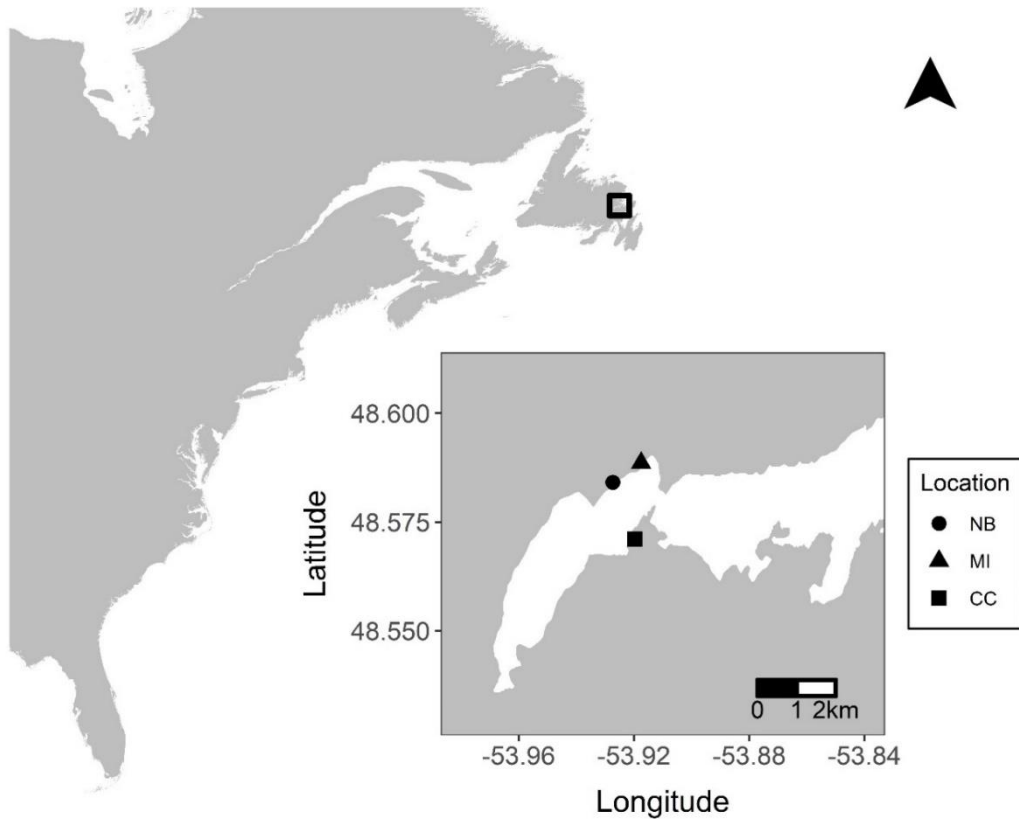 48.600
48.575
48.550
Latitude
-53.96 -53.92 -53.88 -53.84
Longitude
0 1 2km
Location
NB
MI
CC